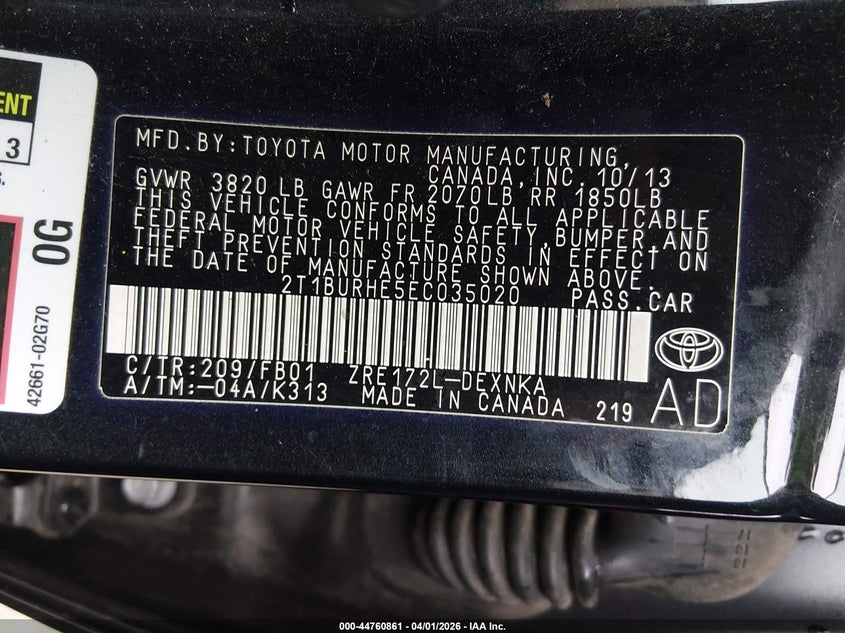 ENT
3
S.
OG
42661-02G70
MFD.BY:TOYOTA MOTOR MANUFACTURING,
CANADA,INC. 10/13
GVWR 3820 LB GAWR FR 2070LB RR 1850LB
THIS VEHICLE CONFORMS TO ALL APPLICABLE
FEDERAL MOTOR VEHICLE SAFETY,BUMPER,AND
THEFT PREVENTION STANDARDS IN EFFECT ON
THE DATE OF MANUFACTURE SHOWN ABOVE.
2T1BURHE5EC035020 PASS.CAR
C/TR:209/FB01 ZRE172L-DEXNKA
A/TM:-04A/K313 MADE IN CANADA 219 AD
000-44760861 - 04/01/2026 - IAA Inc.